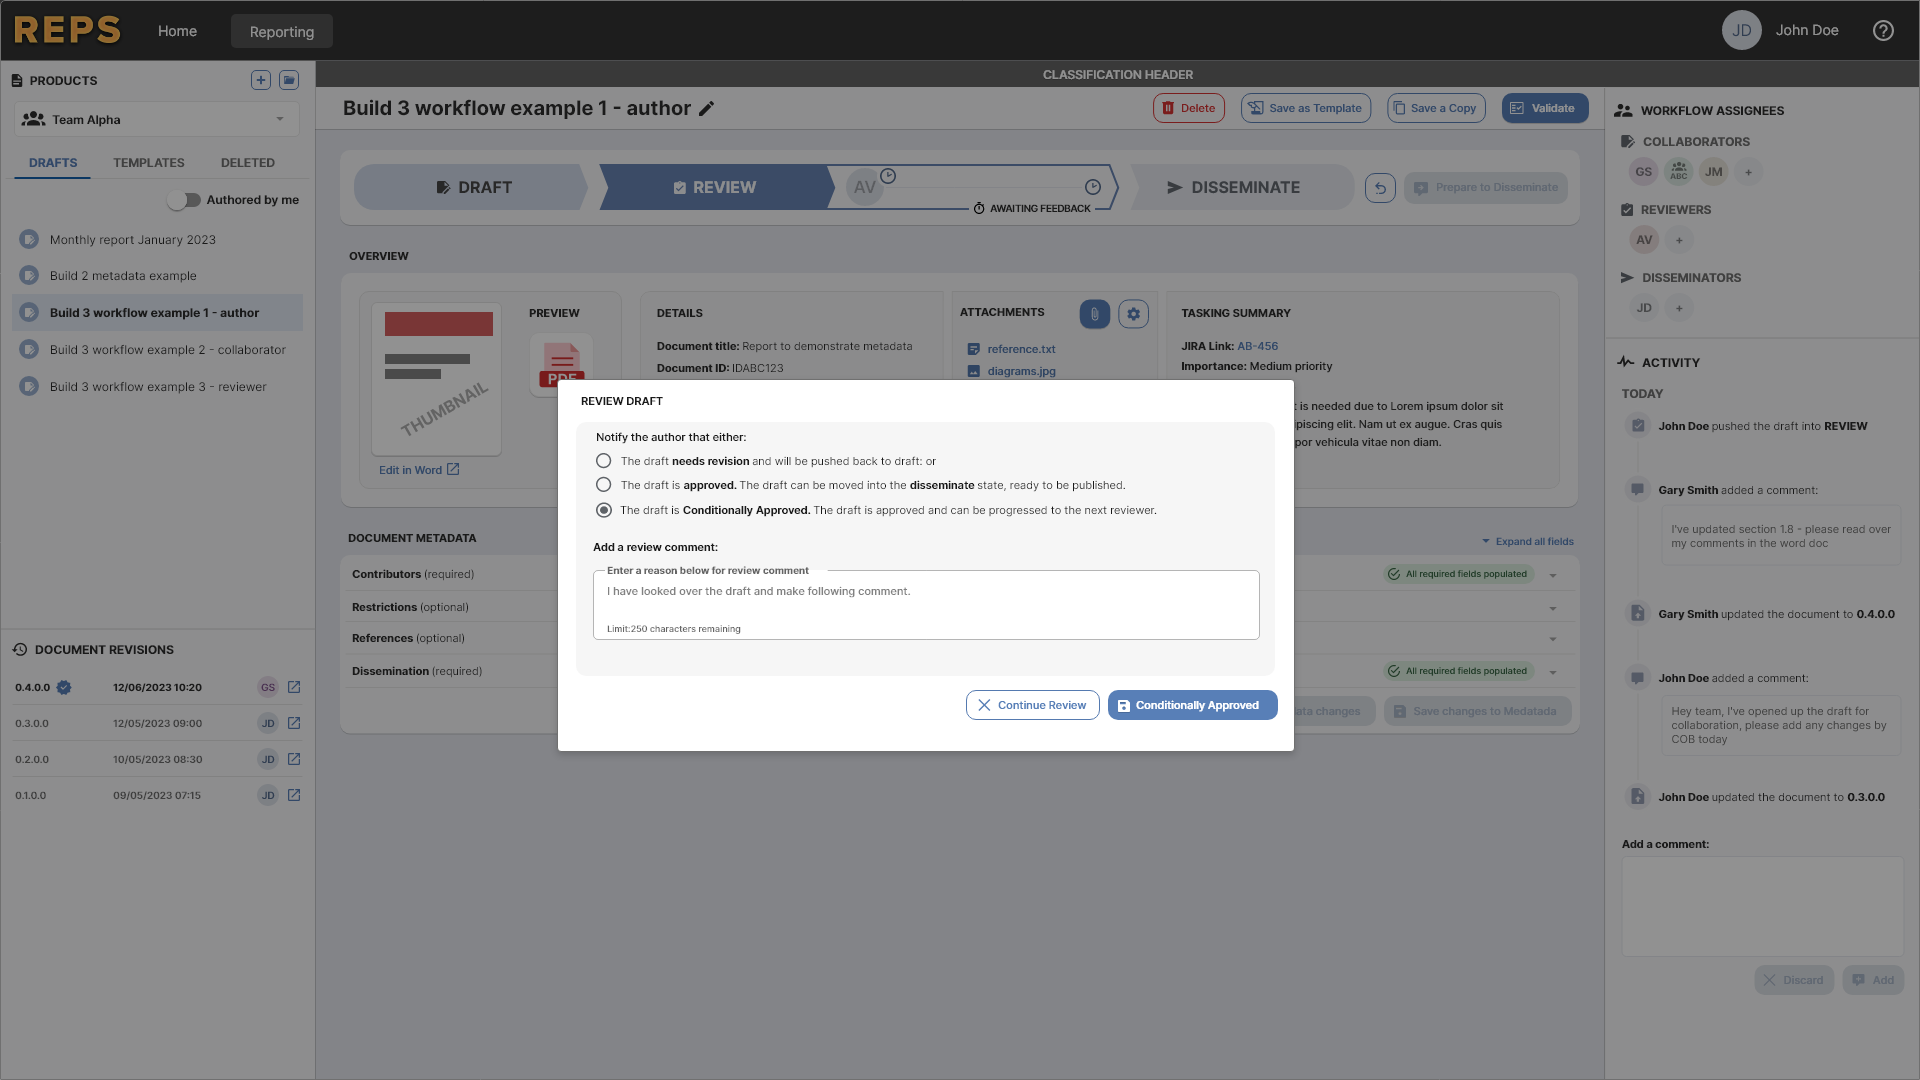 REPS
Home
Reporting
JD
John Doe
PRODUCTS
Team Alpha
DRAFTS
TEMPLATES
DELETED
Authored by me
Monthly report January 2023
Build 2 metadata example
Build 3 workflow example 1 - author
Build 3 workflow example 2 - collaborator
Build 3 workflow example 3 - reviewer
DOCUMENT REVISIONS
0.4.0.0 12/06/2023 10:20 GS
0.3.0.0 12/05/2023 09:00 JD
0.2.0.0 10/05/2023 08:30 JD
0.1.0.0 09/05/2023 07:15 JD
CLASSIFICATION HEADER
Build 3 workflow example 1 - author
Delete
Save as Template
Save a Copy
Validate
DRAFT
REVIEW
AV
AWAITING FEEDBACK
DISSEMINATE
Prepare to Disseminate
OVERVIEW
THUMBNAIL
Edit in Word
PREVIEW
PDF
DETAILS
Document title: Report to demonstrate metadata
Document ID: IDABC123
ATTACHMENTS
reference.txt
diagrams.jpg
TASKING SUMMARY
JIRA Link: AB-456
Importance: Medium priority
t is needed due to Lorem ipsum dolor sit
piscing elit. Nam ut ex augue. Cras quis
por vehicula vitae non diam.
REVIEW DRAFT
Notify the author that either:
The draft needs revision and will be pushed back to draft: or
The draft is approved. The draft can be moved into the disseminate state, ready to be published.
The draft is Conditionally Approved. The draft is approved and can be progressed to the next reviewer.
Add a review comment:
Enter a reason below for review comment
I have looked over the draft and make following comment.
Limit:250 characters remaining
Continue Review
Conditionally Approved
DOCUMENT METADATA
Expand all fields
Contributors (required)
All required fields populated
Restrictions (optional)
References (optional)
Dissemination (required)
All required fields populated
ata changes
Save changes to Medatada
WORKFLOW ASSIGNEES
COLLABORATORS
GS
ABC
JM
+
REVIEWERS
AV
+
DISSEMINATORS
JD
+
ACTIVITY
TODAY
John Doe pushed the draft into REVIEW
Gary Smith added a comment:
I've updated section 1.8 - please read over
my comments in the word doc
Gary Smith updated the document to 0.4.0.0
John Doe added a comment:
Hey team, I've opened up the draft for
collaboration, please add any changes by
COB today
John Doe updated the document to 0.3.0.0
Add a comment:
Discard
Add